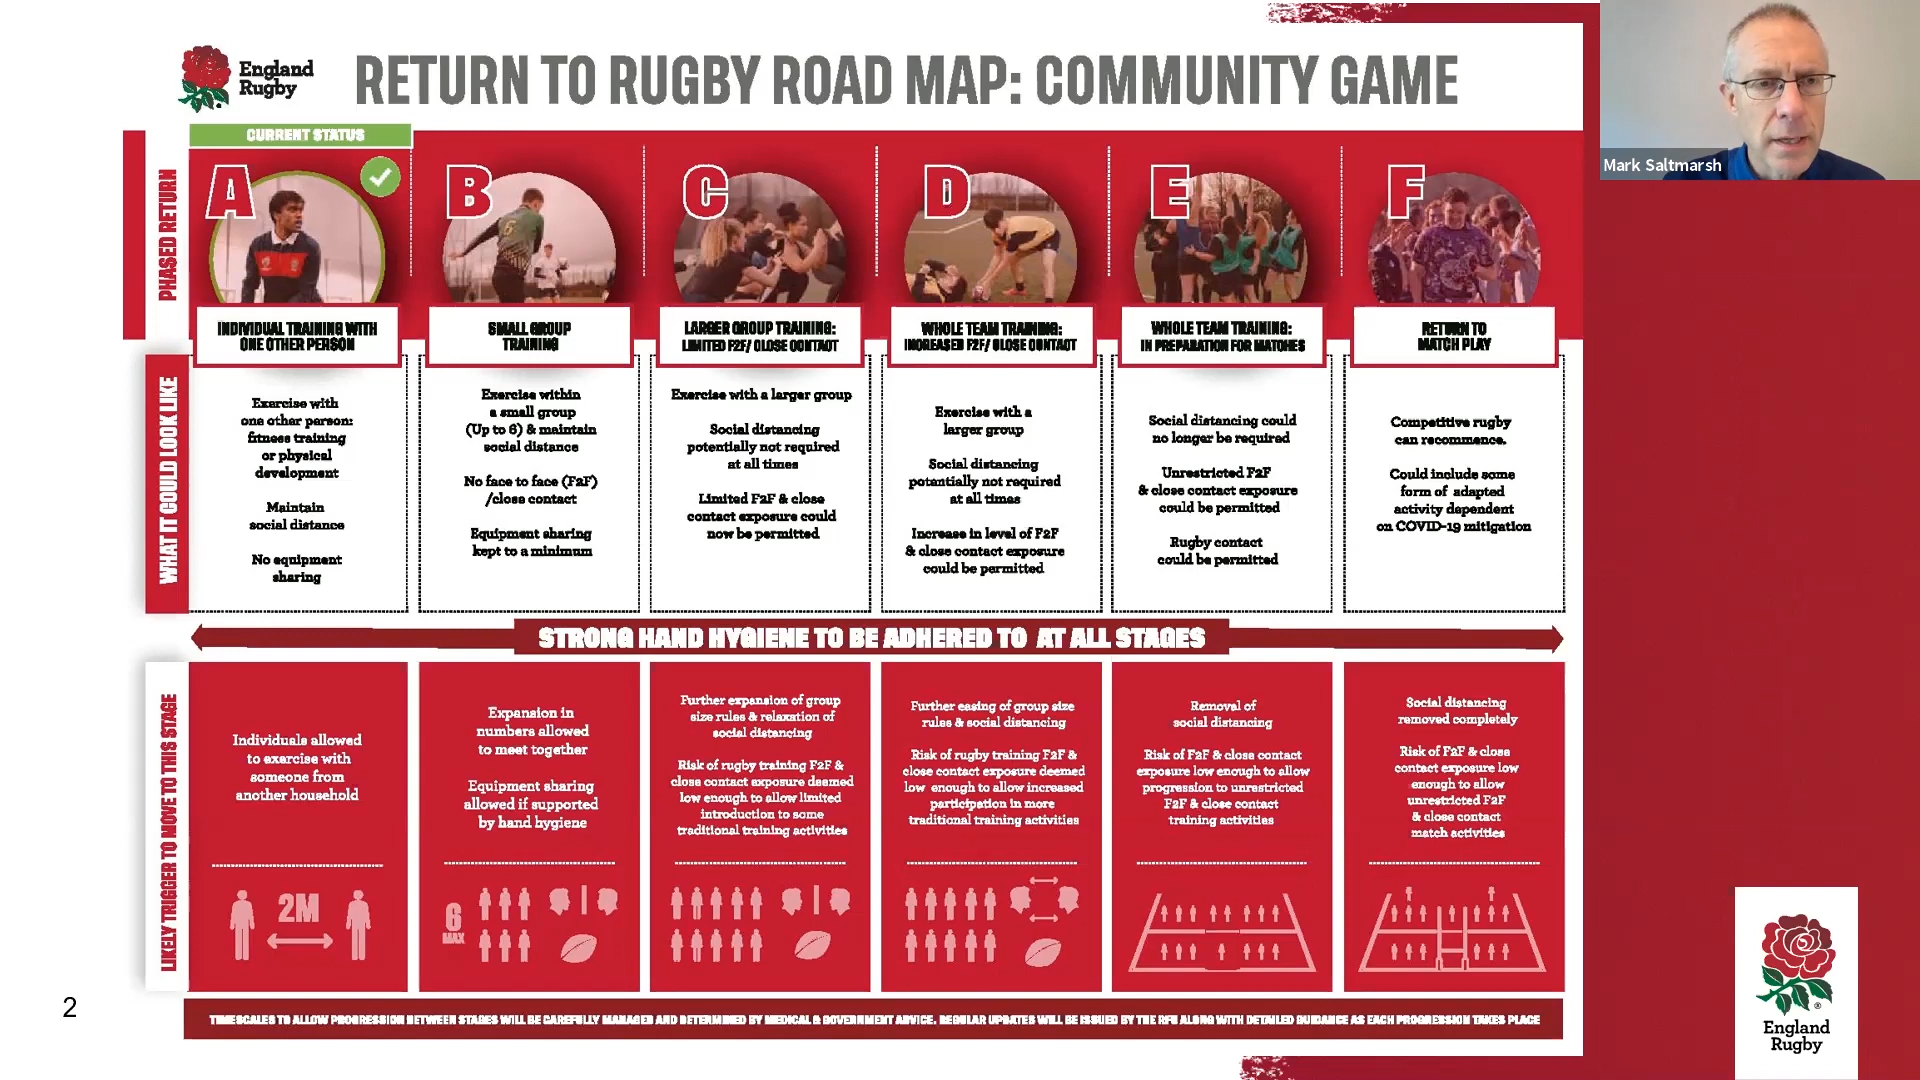 England
Rugby
RETURN TO RUGBY ROAD MAP: COMMUNITY GAME
Mark Saltmarsh
CURRENT STATUS
PHASED RETURN
A
B
C
D
E
F
INDIVIDUAL TRAINING WITH
ONE OTHER PERSON
SMALL GROUP
TRAINING
LARGER GROUP TRAINING:
LIMITED F2F/ CLOSE CONTACT
WHOLE TEAM TRAINING:
INCREASED F2F/ CLOSE CONTACT
WHOLE TEAM TRAINING:
IN PREPARATION FOR MATCHES
RETURN TO
MATCH PLAY
WHAT IT COULD LOOK LIKE
Exercise with
one other person:
fitness training
or physical
development
Maintain
social distance
No equipment
sharing
Exercise within
a small group
(Up to 6) & maintain
social distance
No face to face (F2F)
/close contact
Equipment sharing
kept to a minimum
Exercise with a larger group
Social distancing
potentially not required
at all times
Limited F2F & close
contact exposure could
now be permitted
Exercise with a
larger group
Social distancing
potentially not required
at all times
Increase in level of F2F
& close contact exposure
could be permitted
Social distancing could
no longer be required
Unrestricted F2F
& close contact exposure
could be permitted
Rugby contact
could be permitted
Competitive rugby
can recommence.
Could include some
form of adapted
activity dependent
on COVID-19 mitigation
STRONG HAND HYGIENE TO BE ADHERED TO AT ALL STAGES
LIKELY TRIGGER TO MOVE TO THIS STAGE
Individuals allowed
to exercise with
someone from
another household
2M
Expansion in
numbers allowed
to meet together
Equipment sharing
allowed if supported
by hand hygiene
6
MAX
Further expansion of group
size rules & relaxation of
social distancing
Risk of rugby training F2F &
close contact exposure deemed
low enough to allow limited
introduction to some
traditional training activities
Further easing of group size
rules & social distancing
Risk of rugby training F2F &
close contact exposure deemed
low enough to allow increased
participation in more
traditional training activities
Removal of
social distancing
Risk of F2F & close contact
exposure low enough to allow
progression to unrestricted
F2F & close contact
training activities
Social distancing
removed completely
Risk of F2F & close
contact exposure low
enough to allow
unrestricted F2F
& close contact
match activities
TIMESCALES TO ALLOW PROGRESSION BETWEEN STAGES WILL BE CAREFULLY MANAGED AND DETERMINED BY MEDICAL & GOVERNMENT ADVICE. REGULAR UPDATES WILL BE ISSUED BY THE RFU ALONG WITH DETAILED GUIDANCE AS EACH PROGRESSION TAKES PLACE
2
England
Rugby